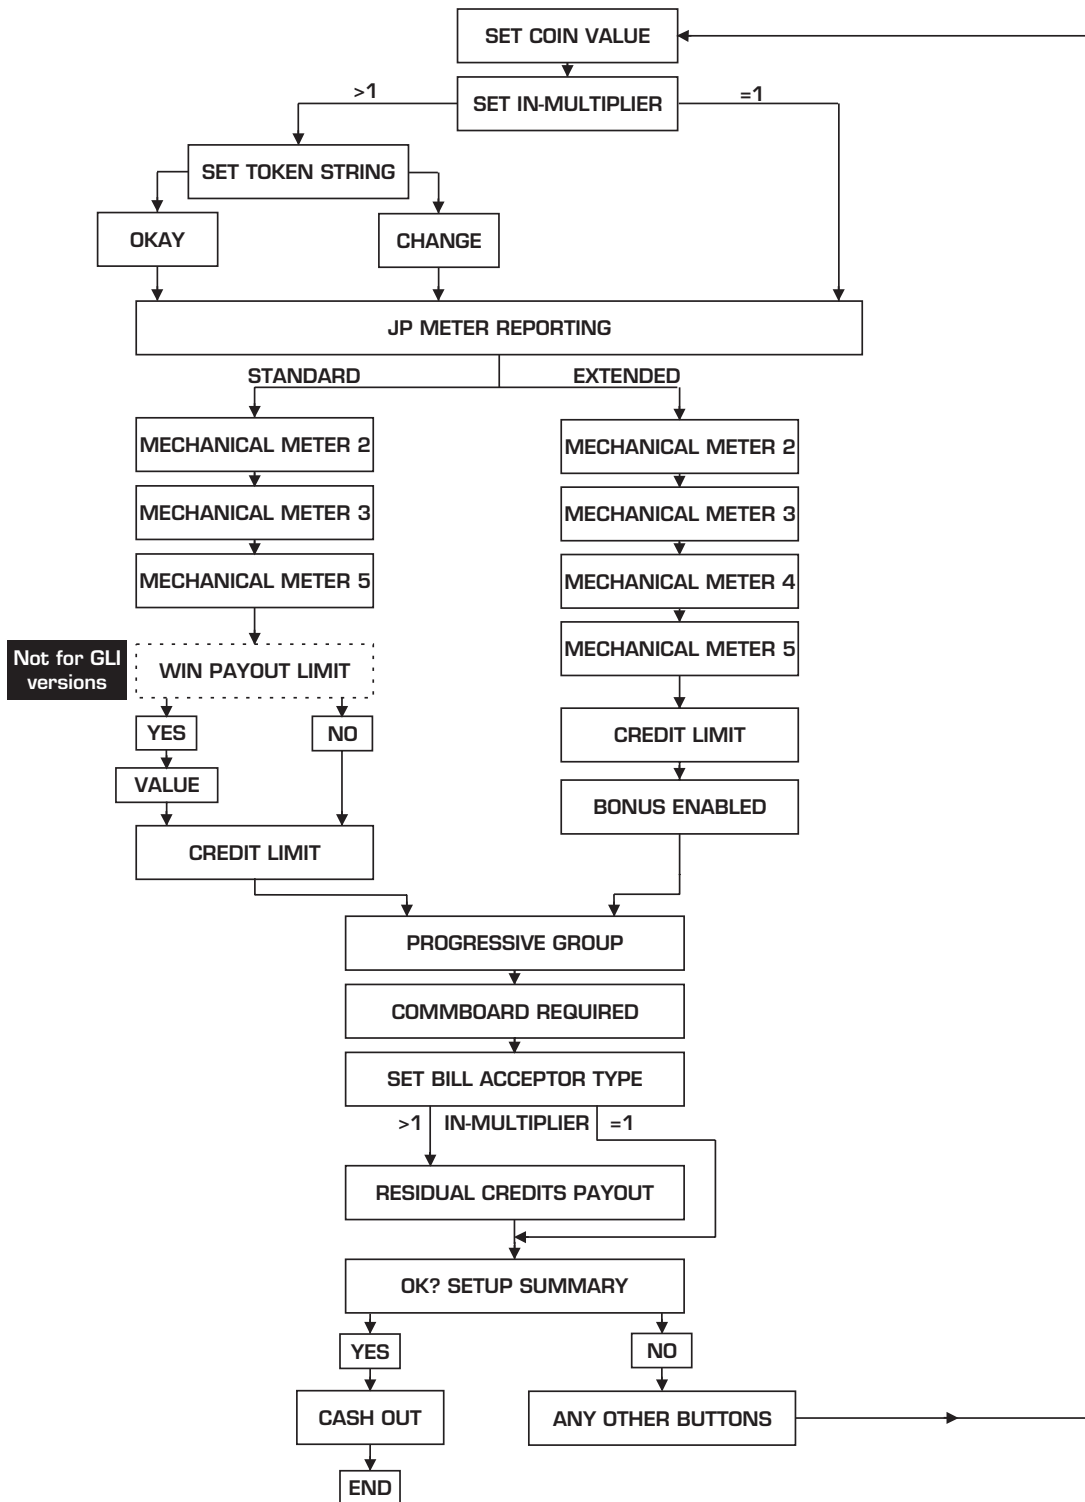 SET COIN VALUE
>1
SET IN-MULTIPLIER
=1
SET TOKEN STRING
OKAY
CHANGE
JP METER REPORTING
STANDARD
EXTENDED
MECHANICAL METER 2
MECHANICAL METER 3
MECHANICAL METER 5
Not for GLI
versions
WIN PAYOUT LIMIT
YES
NO
VALUE
CREDIT LIMIT
MECHANICAL METER 2
MECHANICAL METER 3
MECHANICAL METER 4
MECHANICAL METER 5
CREDIT LIMIT
BONUS ENABLED
PROGRESSIVE GROUP
COMMBOARD REQUIRED
SET BILL ACCEPTOR TYPE
>1 IN-MULTIPLIER =1
RESIDUAL CREDITS PAYOUT
OK? SETUP SUMMARY
YES
NO
CASH OUT
ANY OTHER BUTTONS
END